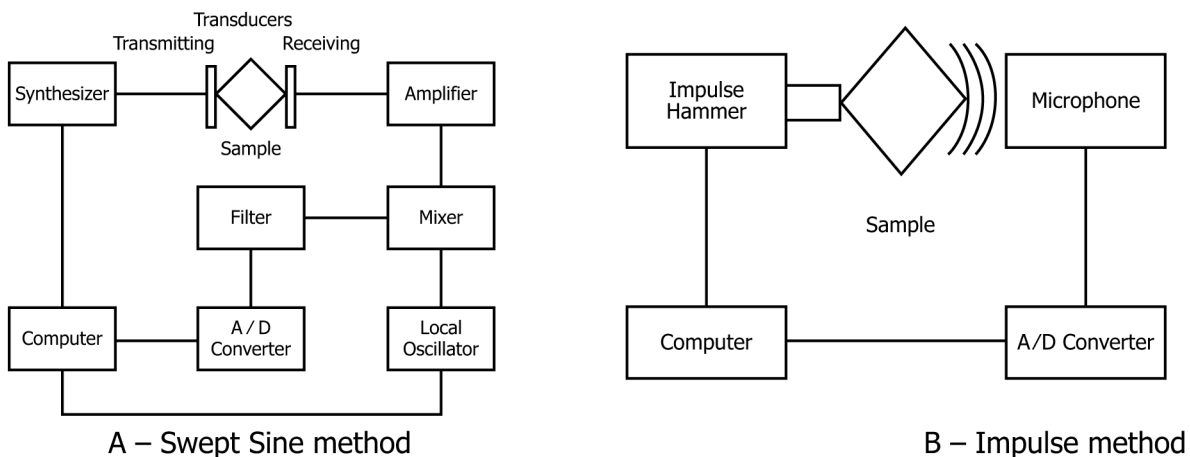 Transducers
Transmitting
Receiving
Synthesizer
Amplifier
Sample
Filter
Mixer
Computer
A / D
Converter
Local
Oscillator
A – Swept Sine method
Impulse
Hammer
Microphone
Sample
Computer
A/D Converter
B – Impulse method